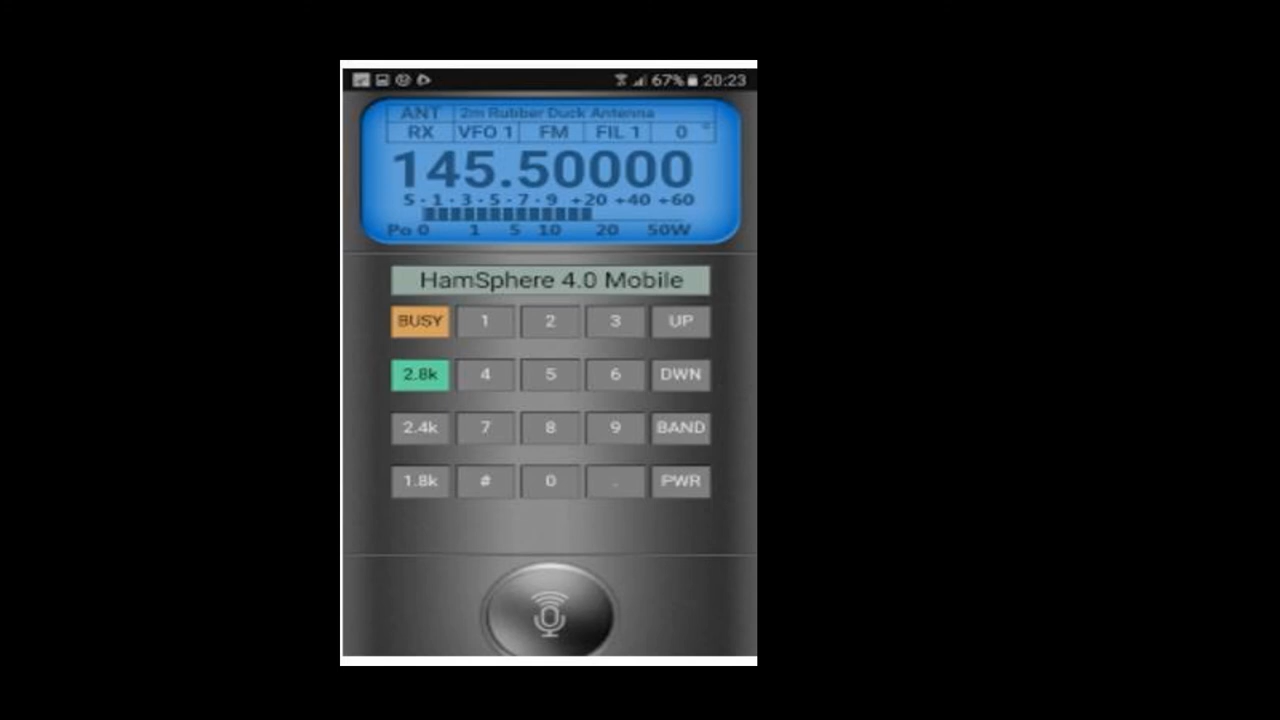 67% 20:23
ANT 2m Rubber Duck Antenna
RX VFO 1 FM FIL 1 0 °
145.50000
S · 1 · 3 · 5 · 7 · 9 +20 +40 +60
Po 0 1 5 10 20 50W
HamSphere 4.0 Mobile
BUSY 1 2 3 UP
2.8k 4 5 6 DWN
2.4k 7 8 9 BAND
1.8k # 0 . PWR